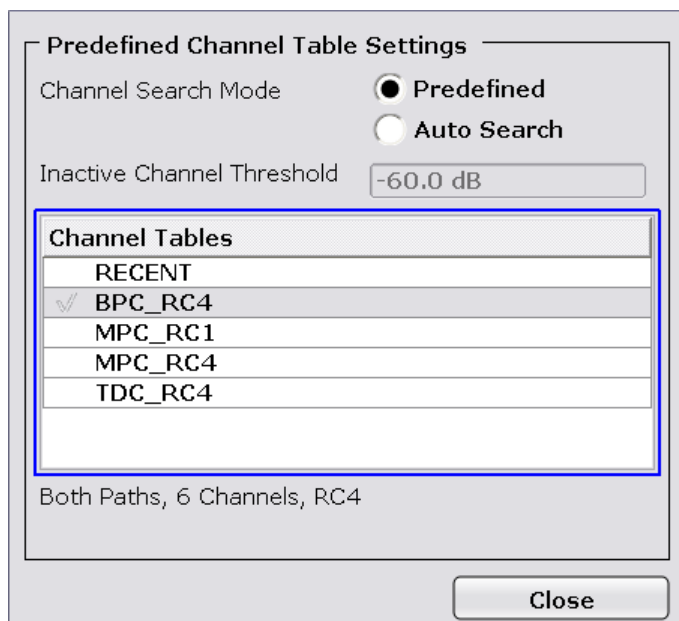 Predefined Channel Table Settings
Channel Search Mode
Predefined
Auto Search
Inactive Channel Threshold
-60.0 dB
Channel Tables
RECENT
BPC_RC4
MPC_RC1
MPC_RC4
TDC_RC4
Both Paths, 6 Channels, RC4
Close